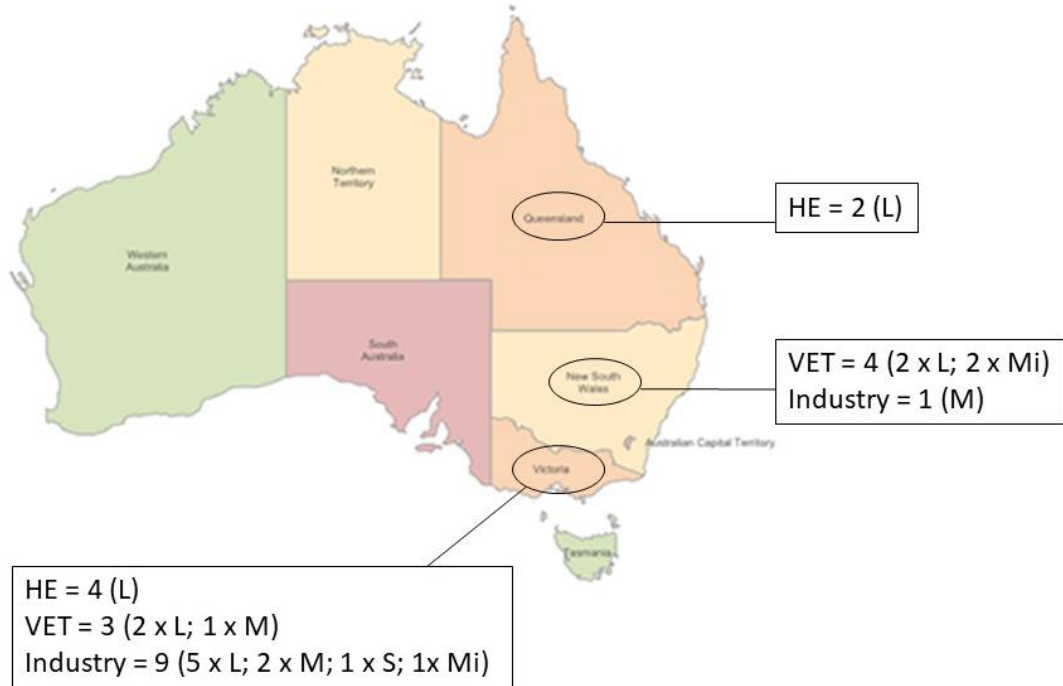 Northern
Territory
Queensland
HE = 2 (L)
Western
Australia
South
Australia
New South
Wales
VET = 4 (2 x L; 2 x Mi)
Industry = 1 (M)
Australian Capital Territory
Victoria
Tasmania
HE = 4 (L)
VET = 3 (2 x L; 1 x M)
Industry = 9 (5 x L; 2 x M; 1 x S; 1x Mi)